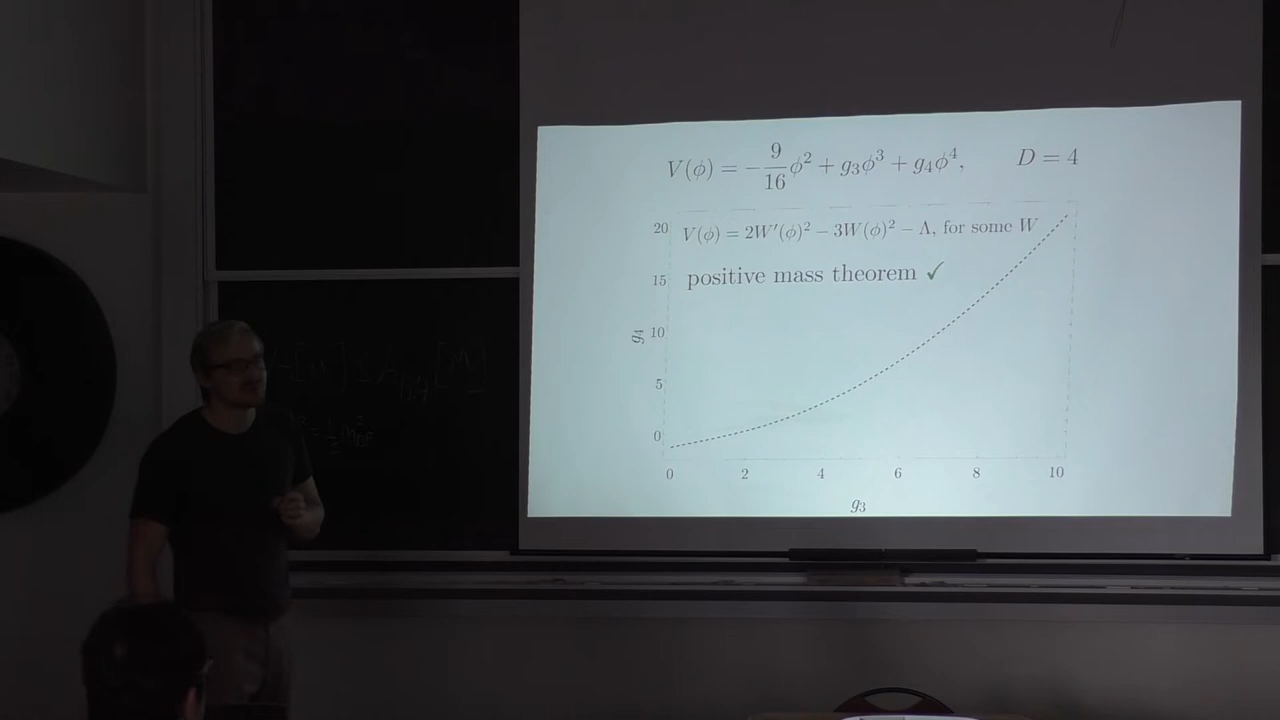 V(φ) = −9/16 φ² + g₃φ³ + g₄φ⁴, D = 4
V(φ) = 2W′(φ)² − 3W(φ)² − Λ, for some W
positive mass theorem ✓
20
15
10
5
0
g₄
0 2 4 6 8 10
g₃